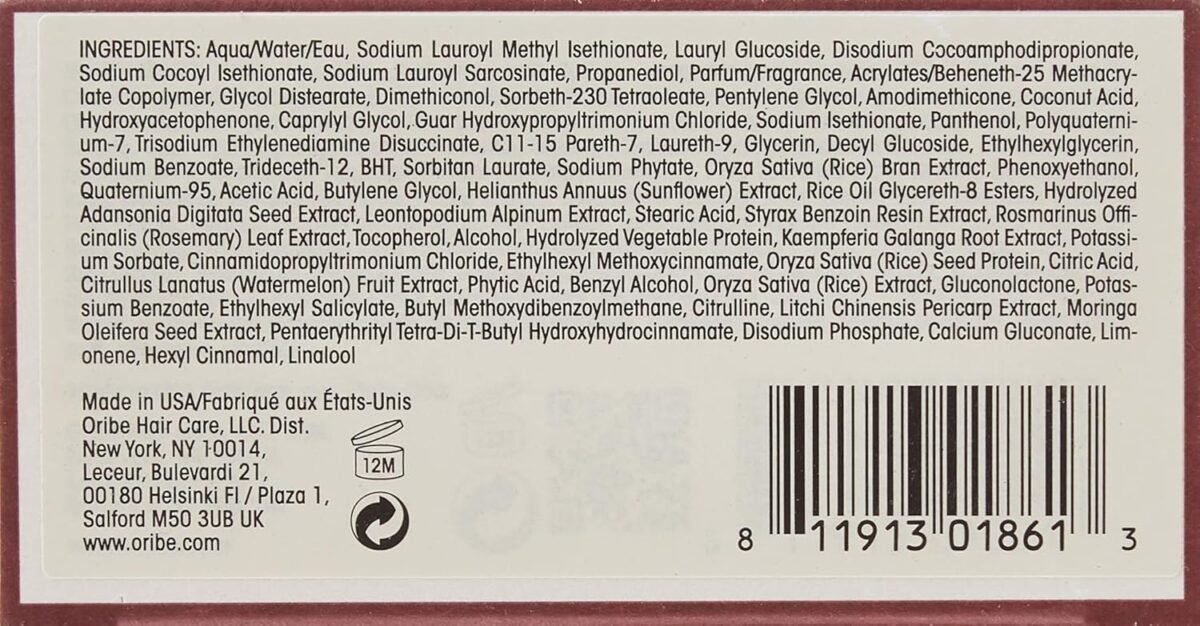 INGREDIENTS: Aqua/Water/Eau, Sodium Lauroyl Methyl Isethionate, Lauryl Glucoside, Disodium Cocoamphodipropionate,
Sodium Cocoyl Isethionate, Sodium Lauroyl Sarcosinate, Propanediol, Parfum/Fragrance, Acrylates/Beheneth-25 Methacry-
late Copolymer, Glycol Distearate, Dimethiconol, Sorbeth-230 Tetraoleate, Pentylene Glycol, Amodimethicone, Coconut Acid,
Hydroxyacetophenone, Caprylyl Glycol, Guar Hydroxypropyltrimonium Chloride, Sodium Isethionate, Panthenol, Polyquaterni-
um-7, Trisodium Ethylenediamine Disuccinate, C11-15 Pareth-7, Laureth-9, Glycerin, Decyl Glucoside, Ethylhexylglycerin,
Sodium Benzoate, Trideceth-12, BHT, Sorbitan Laurate, Sodium Phytate, Oryza Sativa (Rice) Bran Extract, Phenoxyethanol,
Quaternium-95, Acetic Acid, Butylene Glycol, Helianthus Annuus (Sunflower) Extract, Rice Oil Glycereth-8 Esters, Hydrolyzed
Adansonia Digitata Seed Extract, Leontopodium Alpinum Extract, Stearic Acid, Styrax Benzoin Resin Extract, Rosmarinus Offi-
cinalis (Rosemary) Leaf Extract, Tocopherol, Alcohol, Hydrolyzed Vegetable Protein, Kaempferia Galanga Root Extract, Potassi-
um Sorbate, Cinnamidopropyltrimonium Chloride, Ethylhexyl Methoxycinnamate, Oryza Sativa (Rice) Seed Protein, Citric Acid,
Citrullus Lanatus (Watermelon) Fruit Extract, Phytic Acid, Benzyl Alcohol, Oryza Sativa (Rice) Extract, Gluconolactone, Potas-
sium Benzoate, Ethylhexyl Salicylate, Butyl Methoxydibenzoylmethane, Citrulline, Litchi Chinensis Pericarp Extract, Moringa
Oleifera Seed Extract, Pentaerythrityl Tetra-Di-T-Butyl Hydroxyhydrocinnamate, Disodium Phosphate, Calcium Gluconate, Lim-
onene, Hexyl Cinnamal, Linalool
Made in USA/Fabriqué aux États-Unis
Oribe Hair Care, LLC. Dist.
New York, NY 10014,
Leceur, Bulevardi 21,
00180 Helsinki FI / Plaza 1,
Salford M50 3UB UK
www.oribe.com
12M
8 11913 01861 3